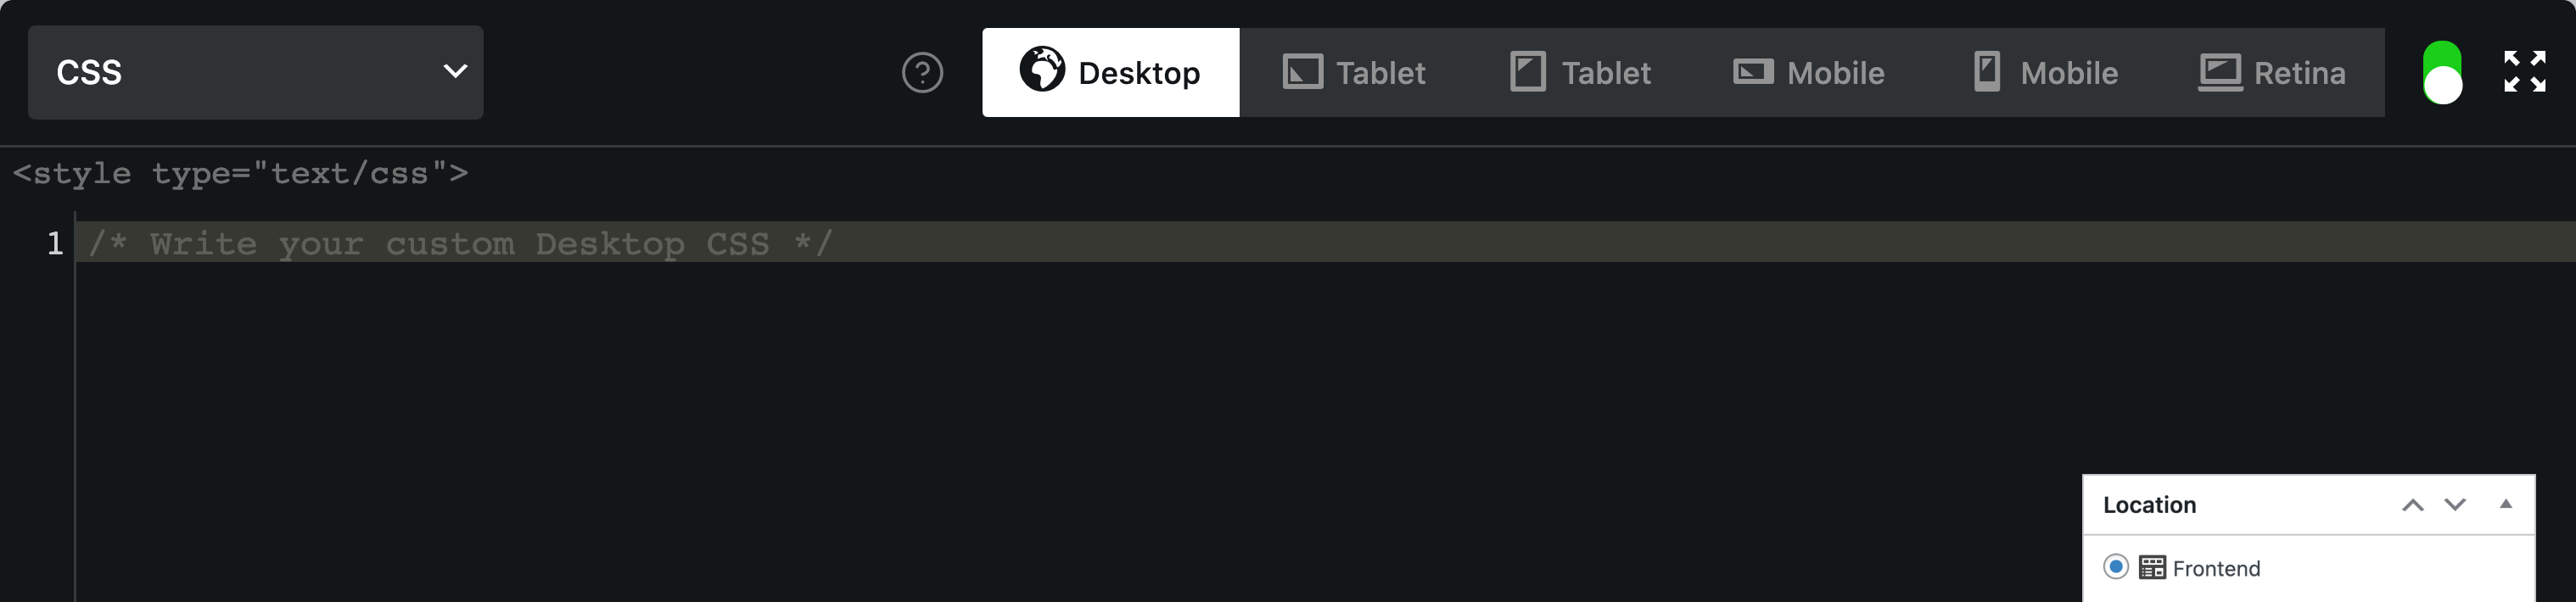 CSS
? Desktop Tablet Tablet Mobile Mobile Retina
<style type="text/css">
1 /* Write your custom Desktop CSS */
Location
Frontend